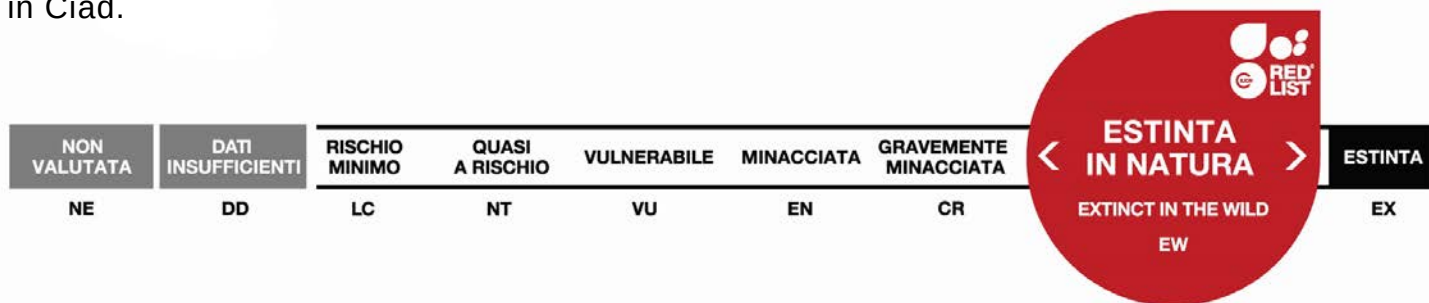 in Ciad.
RED
LIST
NON
VALUTATA
NE
DATI
INSUFFICIENTI
DD
RISCHIO
MINIMO
LC
QUASI
A RISCHIO
NT
VULNERABILE
VU
MINACCIATA
EN
GRAVEMENTE
MINACCIATA
CR
< ESTINTA
IN NATURA >
EXTINCT IN THE WILD
EW
ESTINTA
EX